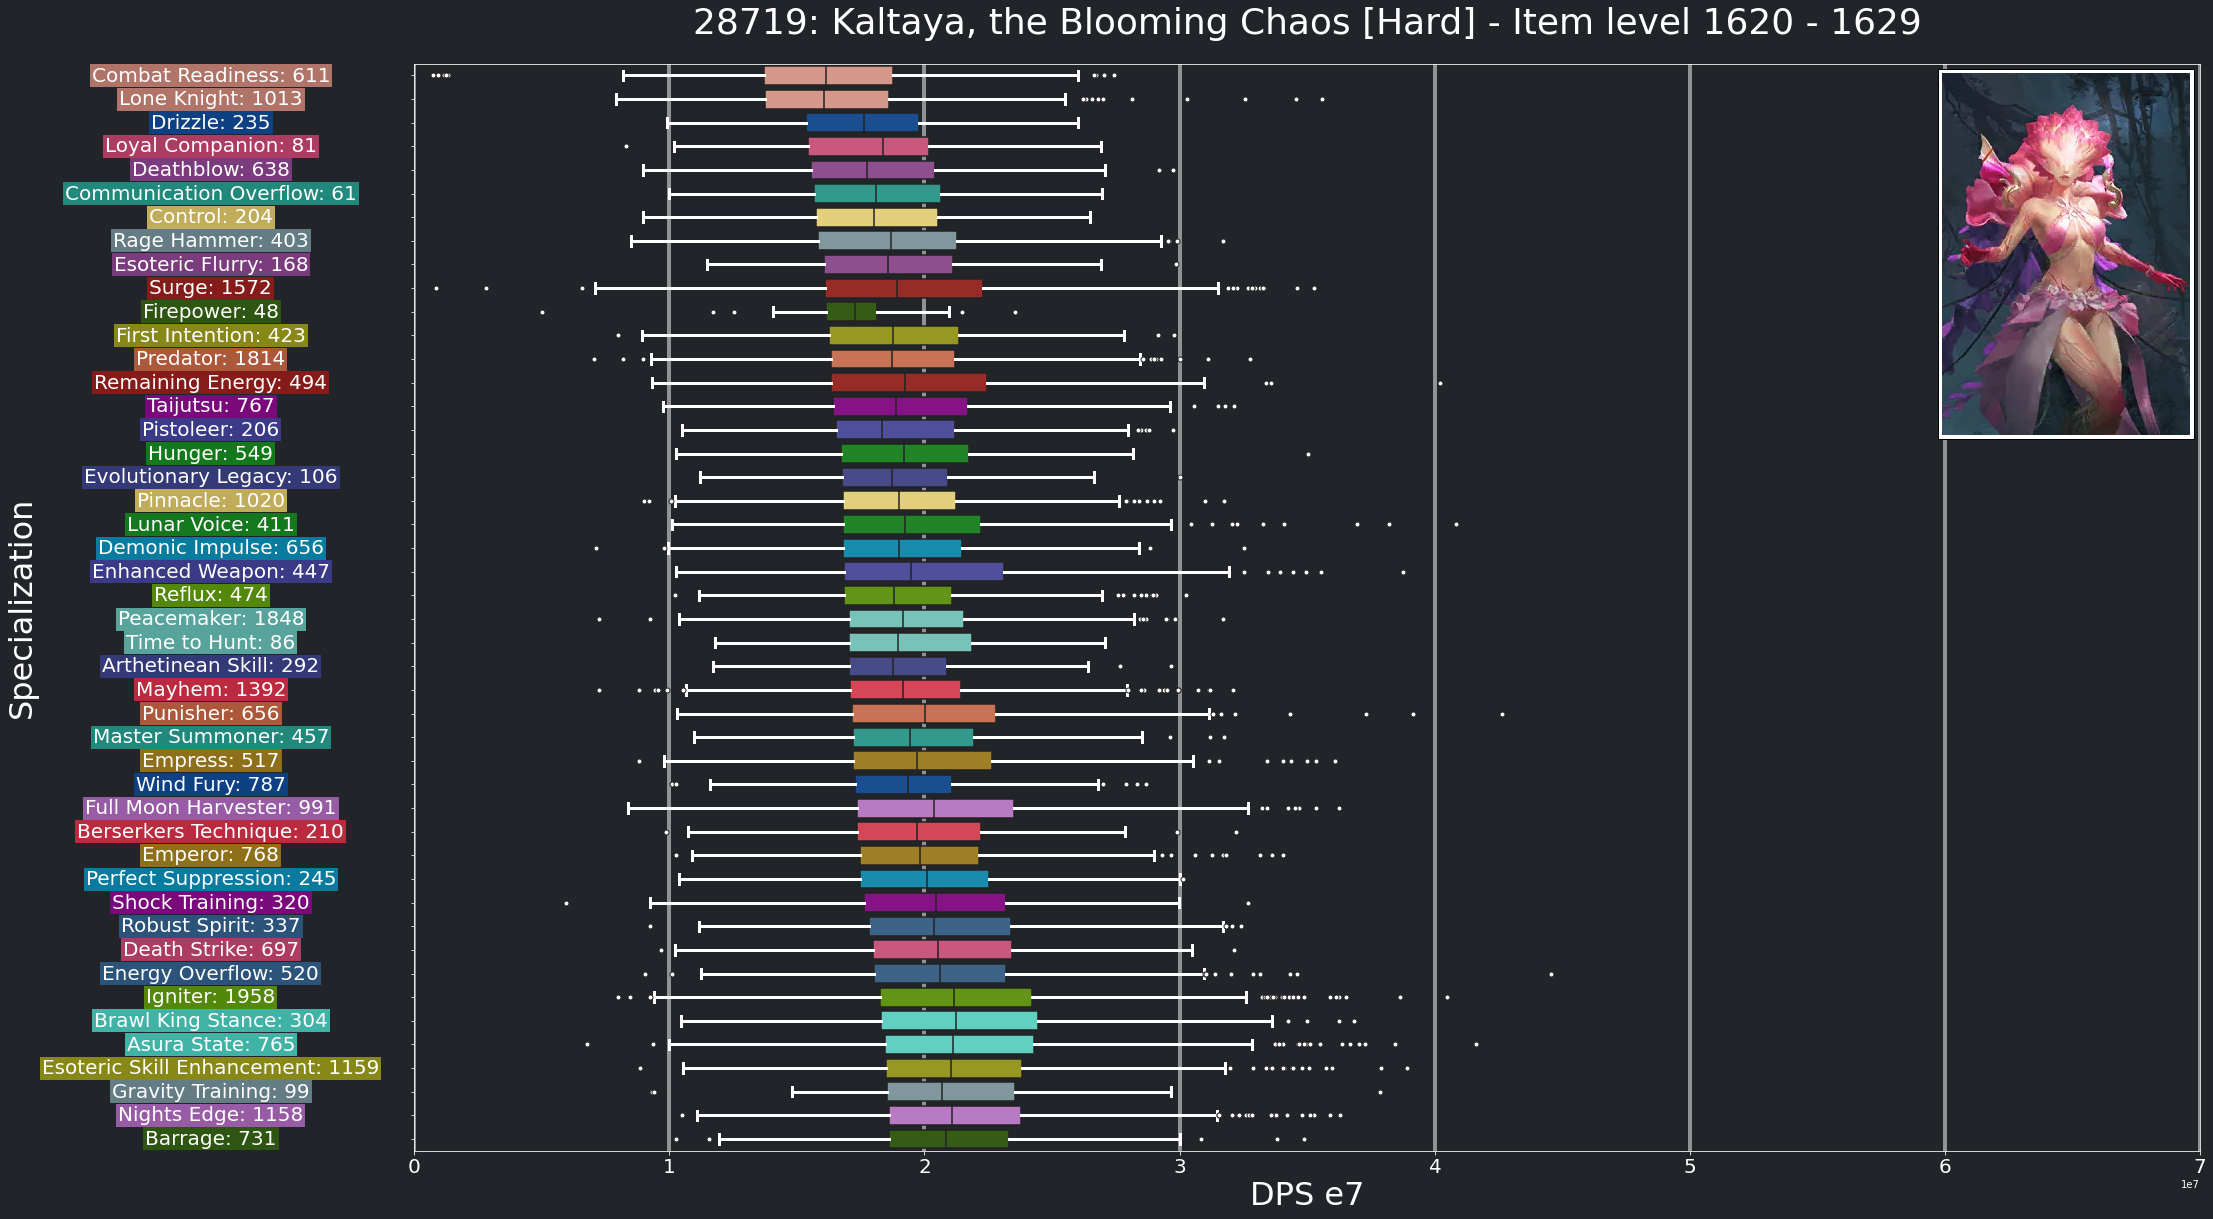 28719: Kaltaya, the Blooming Chaos [Hard] - Item level 1620 - 1629
Specialization
Combat Readiness: 611
Lone Knight: 1013
Drizzle: 235
Loyal Companion: 81
Deathblow: 638
Communication Overflow: 61
Control: 204
Rage Hammer: 403
Esoteric Flurry: 168
Surge: 1572
Firepower: 48
First Intention: 423
Predator: 1814
Remaining Energy: 494
Taijutsu: 767
Pistoleer: 206
Hunger: 549
Evolutionary Legacy: 106
Pinnacle: 1020
Lunar Voice: 411
Demonic Impulse: 656
Enhanced Weapon: 447
Reflux: 474
Peacemaker: 1848
Time to Hunt: 86
Arthetinean Skill: 292
Mayhem: 1392
Punisher: 656
Master Summoner: 457
Empress: 517
Wind Fury: 787
Full Moon Harvester: 991
Berserkers Technique: 210
Emperor: 768
Perfect Suppression: 245
Shock Training: 320
Robust Spirit: 337
Death Strike: 697
Energy Overflow: 520
Igniter: 1958
Brawl King Stance: 304
Asura State: 765
Esoteric Skill Enhancement: 1159
Gravity Training: 99
Nights Edge: 1158
Barrage: 731
0 1 2 3 4 5 6 7
1e7
DPS e7